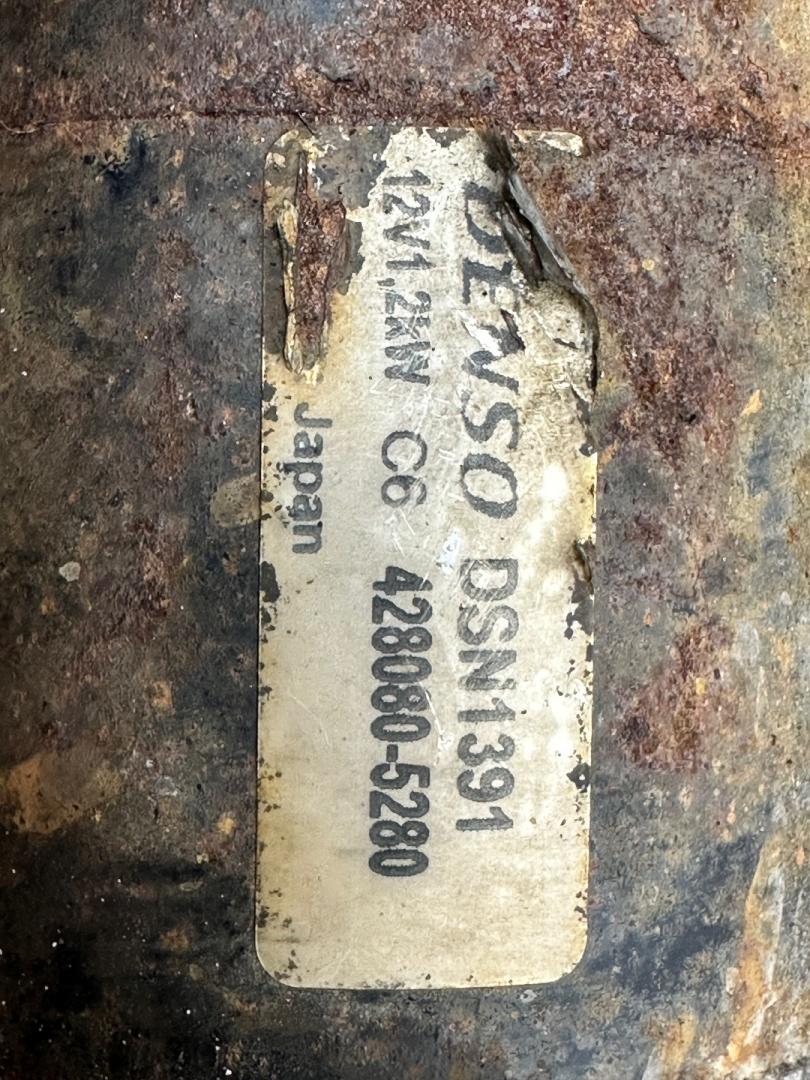 DENSO DSN1391
12V1,2kW C6 428080-5280
Japan